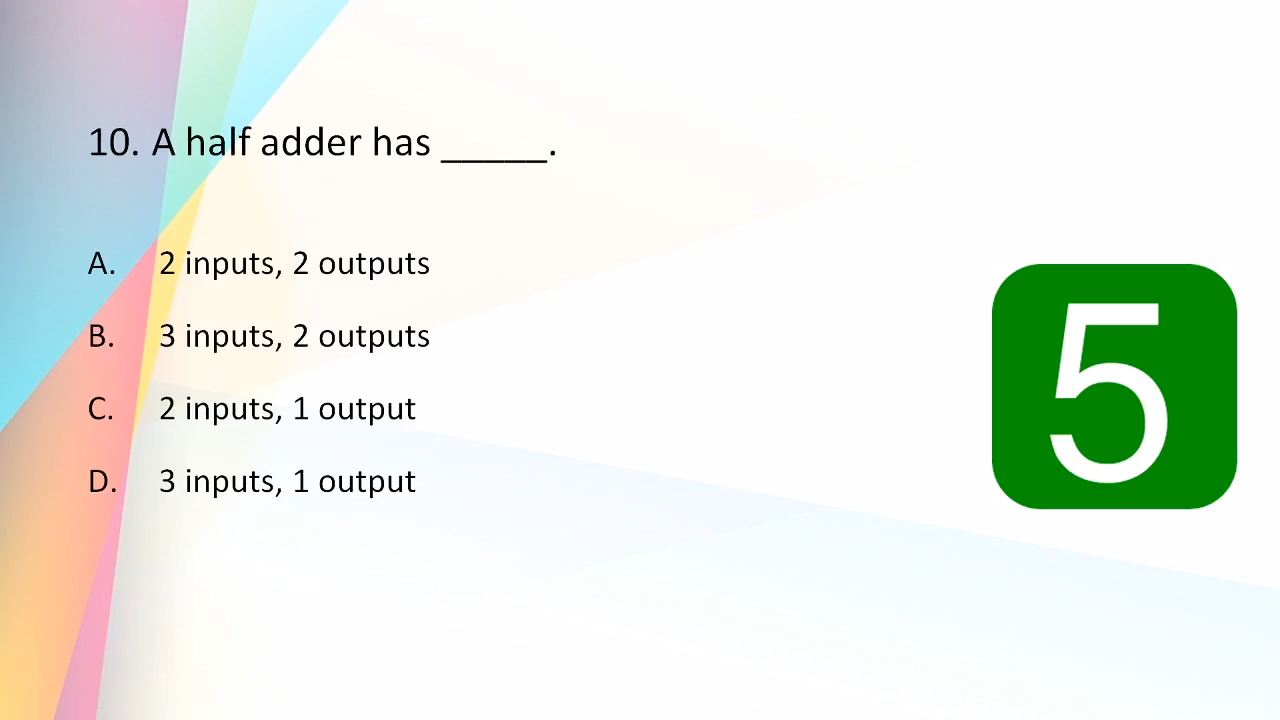 10. A half adder has _____.
A. 2 inputs, 2 outputs
B. 3 inputs, 2 outputs
C. 2 inputs, 1 output
D. 3 inputs, 1 output
5